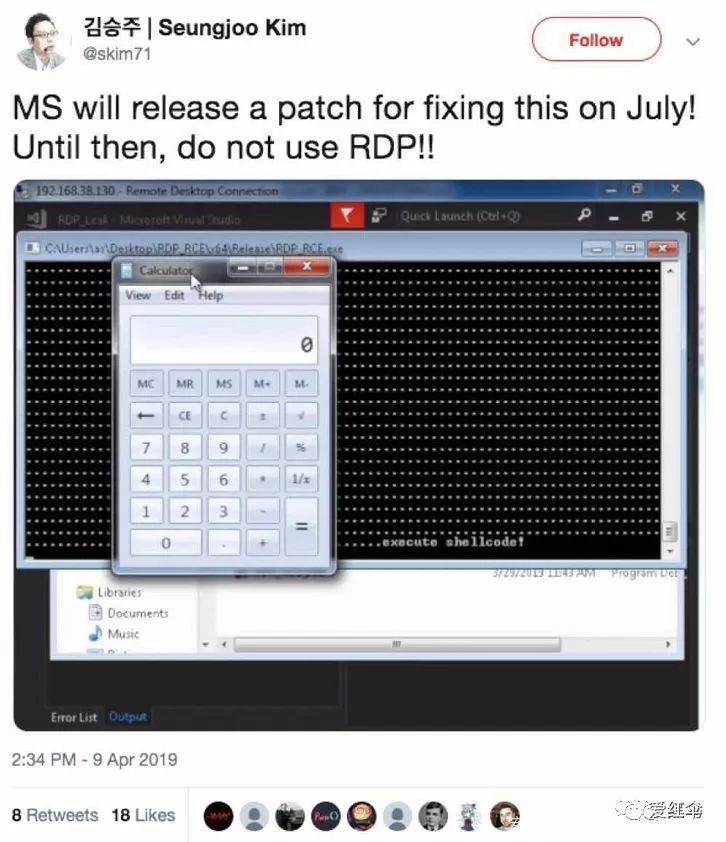 김승주 | Seungjoo Kim
@skim71
Follow
MS will release a patch for fixing this on July!
Until then, do not use RDP!!
192.168.38.130 - Remote Desktop Connection
RDP_Leak - Microsoft Visual Studio
Quick Launch (Ctrl+Q)
C:\Users\as\Desktop\RDP_RCE\x64\Release\RDP_RCE.exe
Calculator
View Edit Help
0
MC MR MS M+ M-
← CE C ± √
7 8 9 / %
4 5 6 * 1/x
1 2 3 - =
0 . +
.....execute shellcode!
3/29/2019 11:43 AM Program Deb
Libraries
Documents
Music
Error List Output
2:34 PM - 9 Apr 2019
8 Retweets 18 Likes
爱红伞